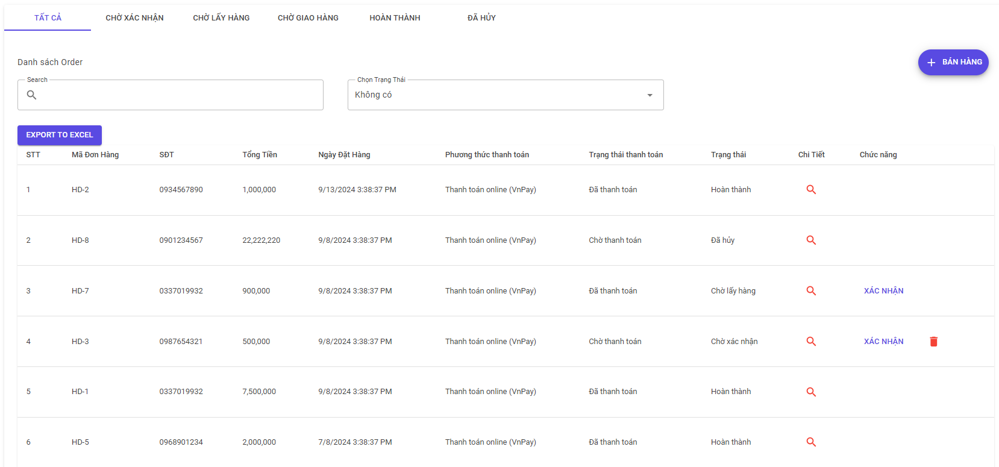 TẤT CẢ CHỜ XÁC NHẬN CHỜ LẤY HÀNG CHỜ GIAO HÀNG HOÀN THÀNH ĐÃ HỦY
Danh sách Order
BÁN HÀNG
Search
Chọn Trạng Thái
Không có
EXPORT TO EXCEL
STT Mã Đơn Hàng SĐT Tổng Tiền Ngày Đặt Hàng Phương thức thanh toán Trạng thái thanh toán Trạng thái Chi Tiết Chức năng
1 HD-2 0934567890 1,000,000 9/13/2024 3:38:37 PM Thanh toán online (VnPay) Đã thanh toán Hoàn thành
2 HD-8 0901234567 22,222,220 9/8/2024 3:38:37 PM Thanh toán online (VnPay) Chờ thanh toán Đã hủy
3 HD-7 0337019932 900,000 9/8/2024 3:38:37 PM Thanh toán online (VnPay) Đã thanh toán Chờ lấy hàng XÁC NHẬN
4 HD-3 0987654321 500,000 9/8/2024 3:38:37 PM Thanh toán online (VnPay) Chờ thanh toán Chờ xác nhận XÁC NHẬN
5 HD-1 0337019932 7,500,000 9/8/2024 3:38:37 PM Thanh toán online (VnPay) Đã thanh toán Hoàn thành
6 HD-5 0968901234 2,000,000 7/8/2024 3:38:37 PM Thanh toán online (VnPay) Đã thanh toán Hoàn thành